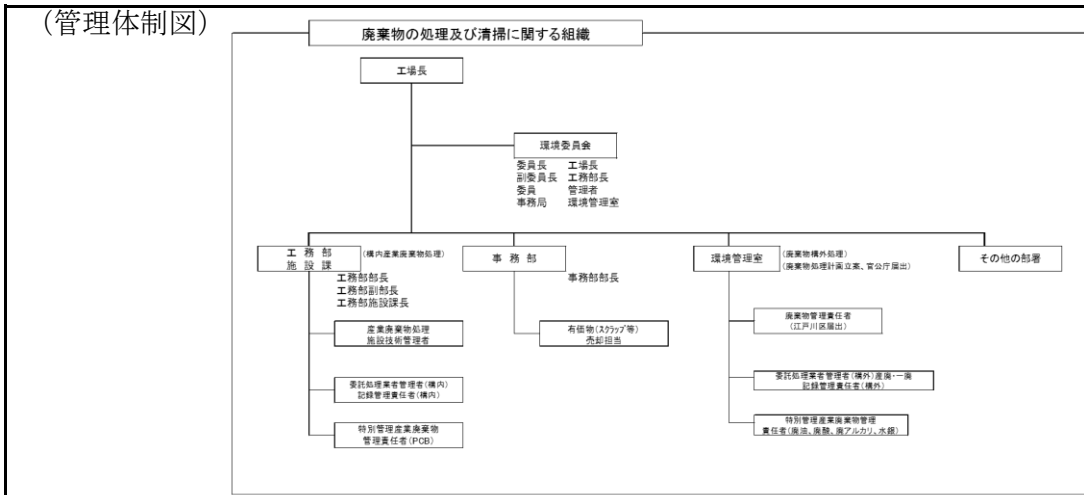 (管理体制図)
廃棄物の処理及び清掃に関する組織
工場長
環境委員会
委員長 工場長
副委員長 工務部長
委員 管理者
事務局 環境管理室
工 務 部
施設課
(構内産業廃棄物処理)
工務部部長
工務部副部長
工務部施設課長
産業廃棄物処理
施設技術管理者
委託処理業者管理者(構内)
記録管理責任者(構内)
特別管理産業廃棄物
管理責任者(PCB)
事 務 部
事務部部長
有価物(スクラップ等)
売却担当
環境管理室
(廃棄物構外処理)
(廃棄物処理計画立案、官公庁届出)
廃棄物管理責任者
(江戸川区届出)
委託処理業者管理者(構外)産廃・一廃
記録管理責任者(構外)
特別管理産業廃棄物管理
責任者(廃油、廃酸、廃アルカリ、水銀)
その他の部署